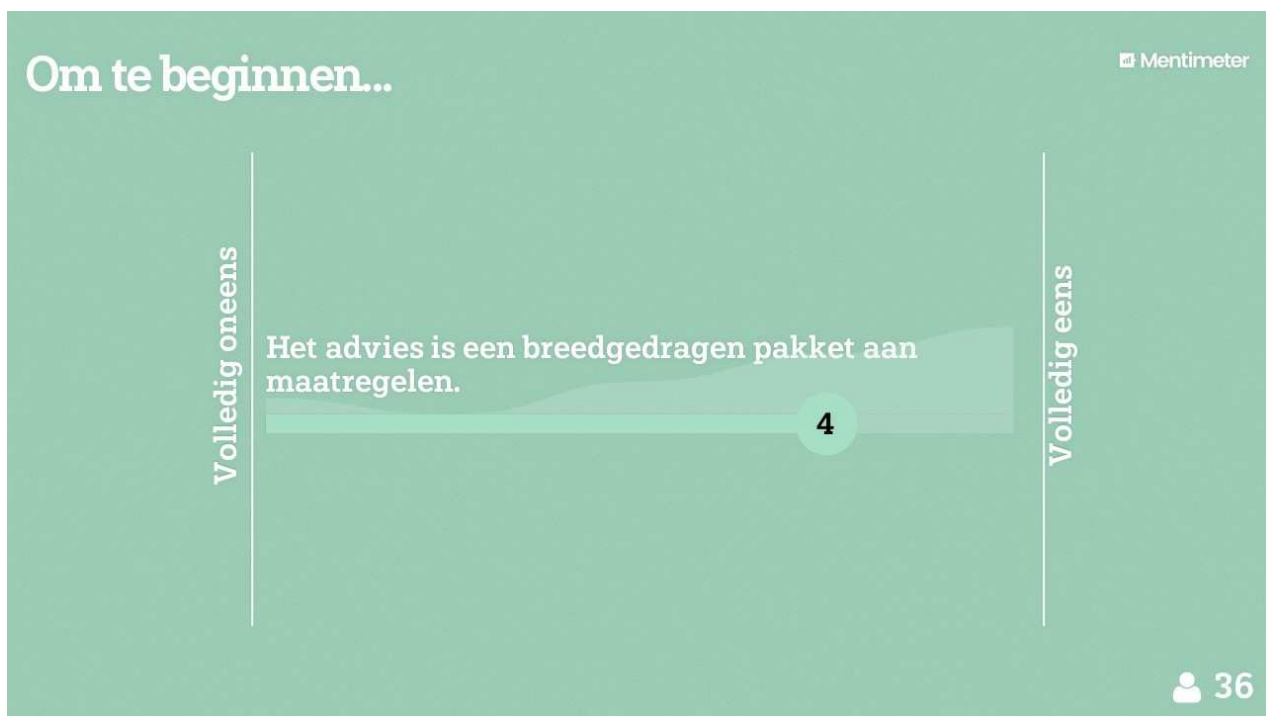 Om te beginnen...
Mentimeter
Volledig oneens
Het advies is een breedgedragen pakket aan
maatregelen.
4
Volledig eens
36